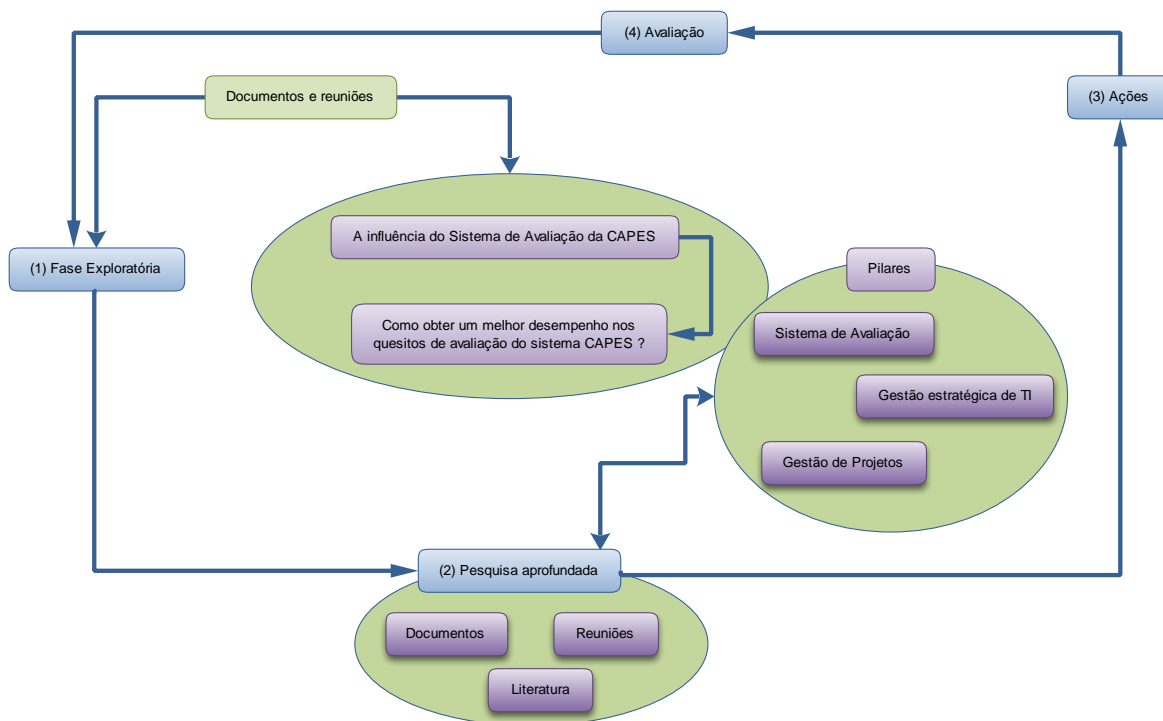 (4) Avaliação
Documentos e reuniões
(3) Ações
A influência do Sistema de Avaliação da CAPES
(1) Fase Exploratória
Pilares
Como obter um melhor desempenho nos
quesitos de avaliação do sistema CAPES ?
Sistema de Avaliação
Gestão estratégica de TI
Gestão de Projetos
(2) Pesquisa aprofundada
Documentos
Reuniões
Literatura